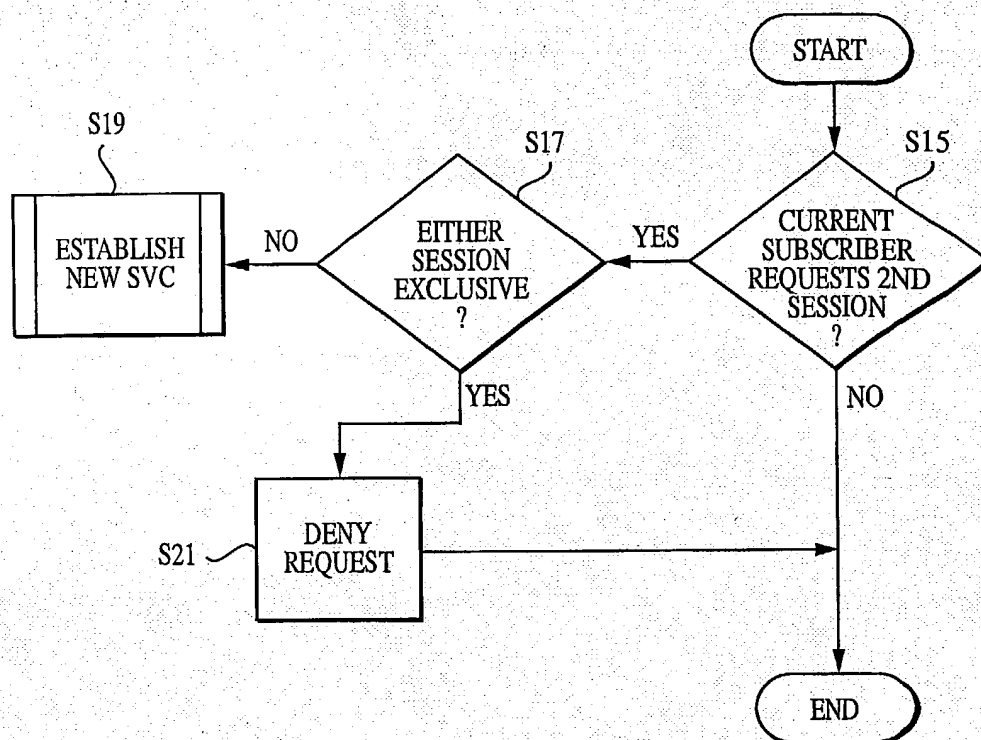 START
S19
S17
S15
ESTABLISH
NEW SVC
NO
EITHER
SESSION
EXCLUSIVE
?
YES
CURRENT
SUBSCRIBER
REQUESTS 2ND
SESSION
?
YES
NO
S21
DENY
REQUEST
END